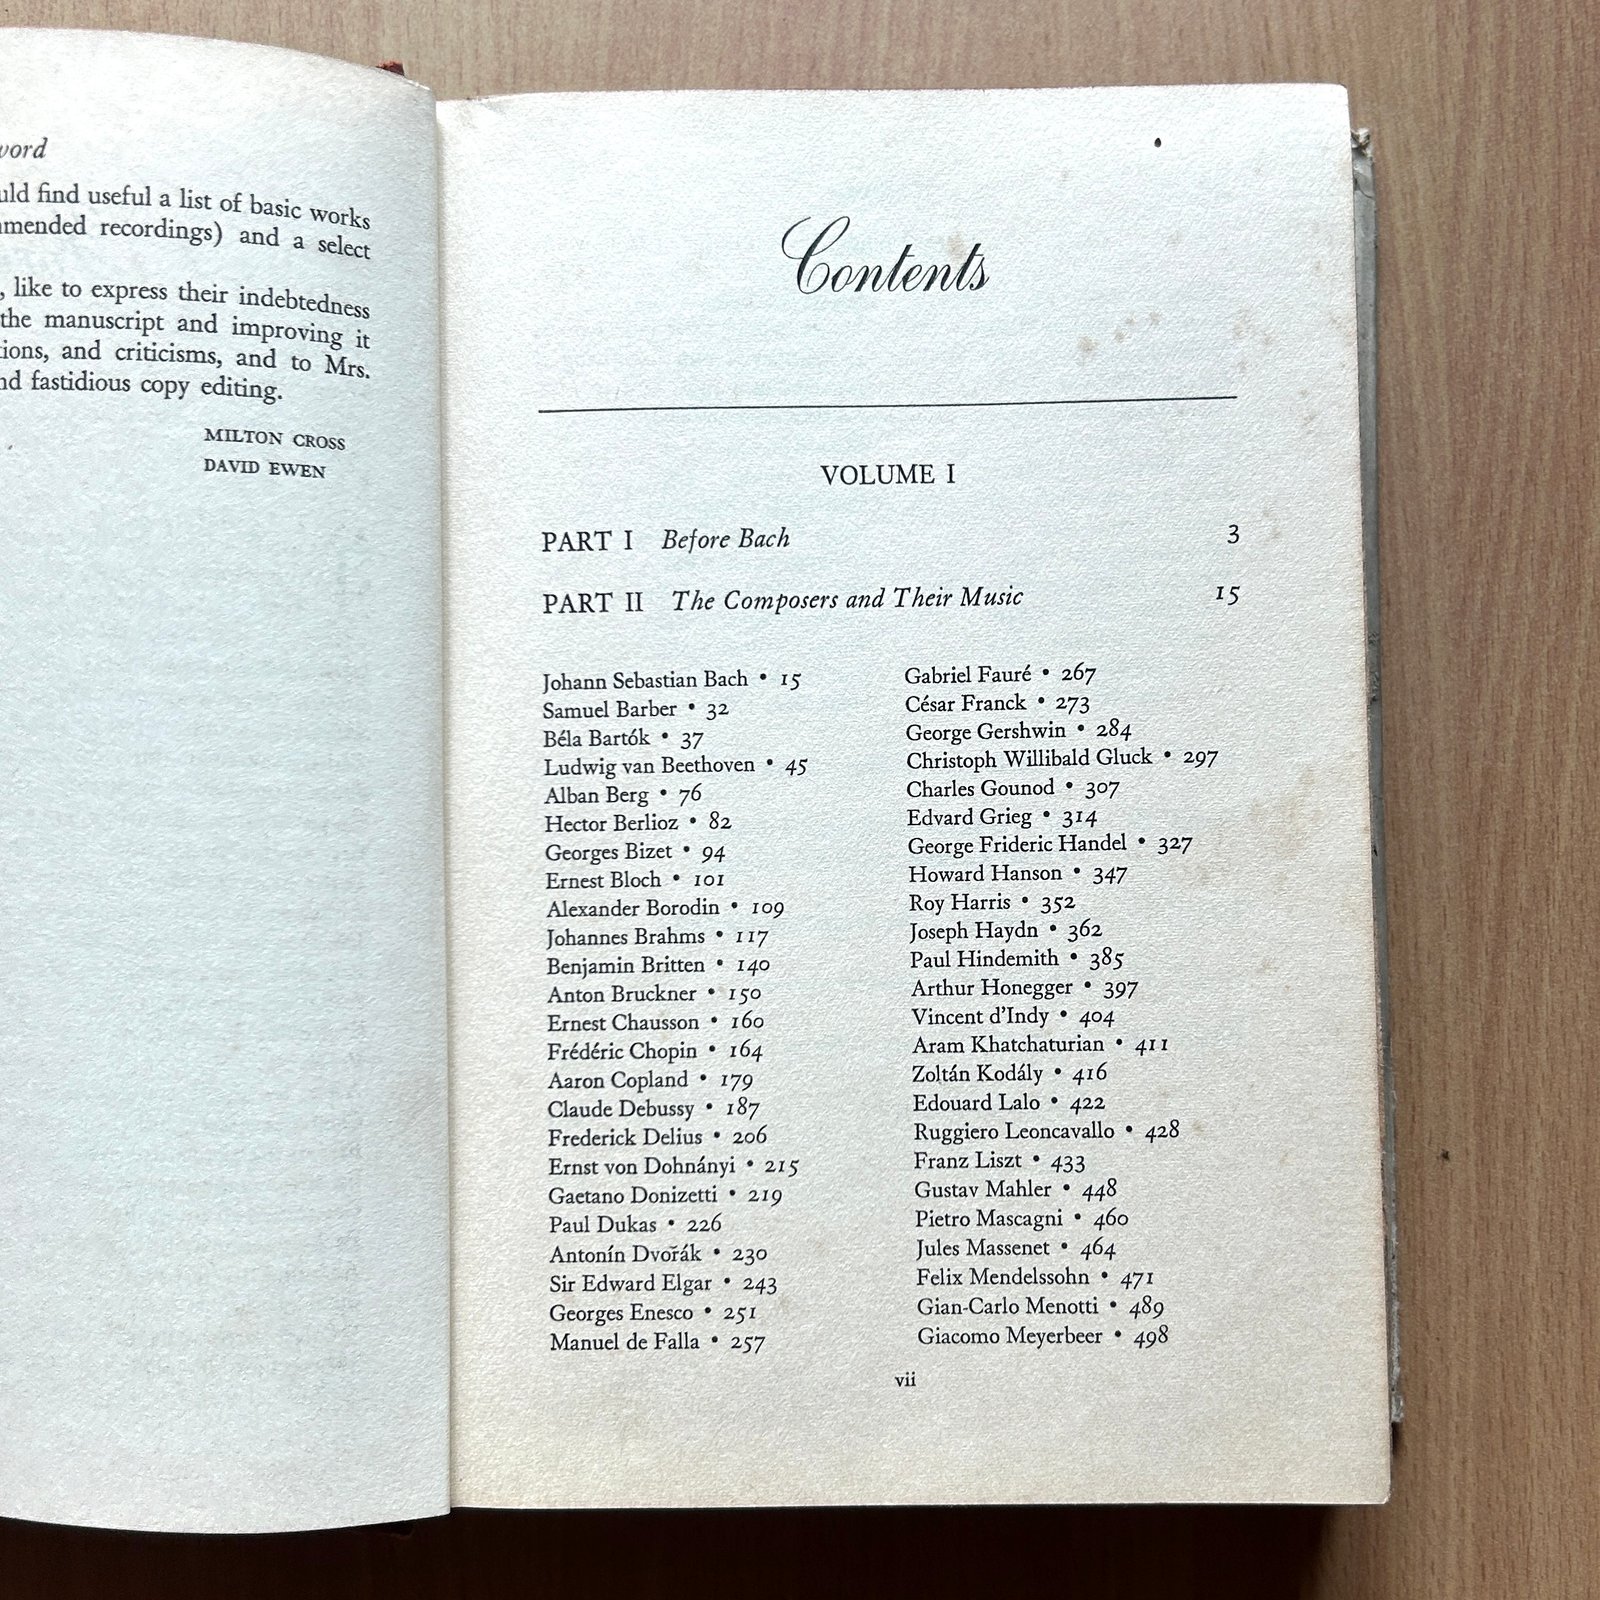 find useful a list of basic works
recordings) and a select
, like to express their indebtedness
the manuscript and improving it
and criticisms, and to Mrs.
fastidious copy editing.
MILTON CROSS
DAVID EWEN
Contents
VOLUME I
PART I Before Bach 3
PART II The Composers and Their Music 15
Johann Sebastian Bach • 15
Samuel Barber • 32
Béla Bartók • 37
Ludwig van Beethoven • 45
Alban Berg • 76
Hector Berlioz • 82
Georges Bizet • 94
Ernest Bloch • 101
Alexander Borodin • 109
Johannes Brahms • 117
Benjamin Britten • 140
Anton Bruckner • 150
Ernest Chausson • 160
Frédéric Chopin • 164
Aaron Copland • 179
Claude Debussy • 187
Frederick Delius • 206
Ernst von Dohnányi • 215
Gaetano Donizetti • 219
Paul Dukas • 226
Antonín Dvořák • 230
Sir Edward Elgar • 243
Georges Enesco • 251
Manuel de Falla • 257
Gabriel Fauré • 267
César Franck • 273
George Gershwin • 284
Christoph Willibald Gluck • 297
Charles Gounod • 307
Edvard Grieg • 314
George Frideric Handel • 327
Howard Hanson • 347
Roy Harris • 352
Joseph Haydn • 362
Paul Hindemith • 385
Arthur Honegger • 397
Vincent d'Indy • 404
Aram Khatchaturian • 411
Zoltán Kodály • 416
Edouard Lalo • 422
Ruggiero Leoncavallo • 428
Franz Liszt • 433
Gustav Mahler • 448
Pietro Mascagni • 460
Jules Massenet • 464
Felix Mendelssohn • 471
Gian-Carlo Menotti • 489
Giacomo Meyerbeer • 498
vii